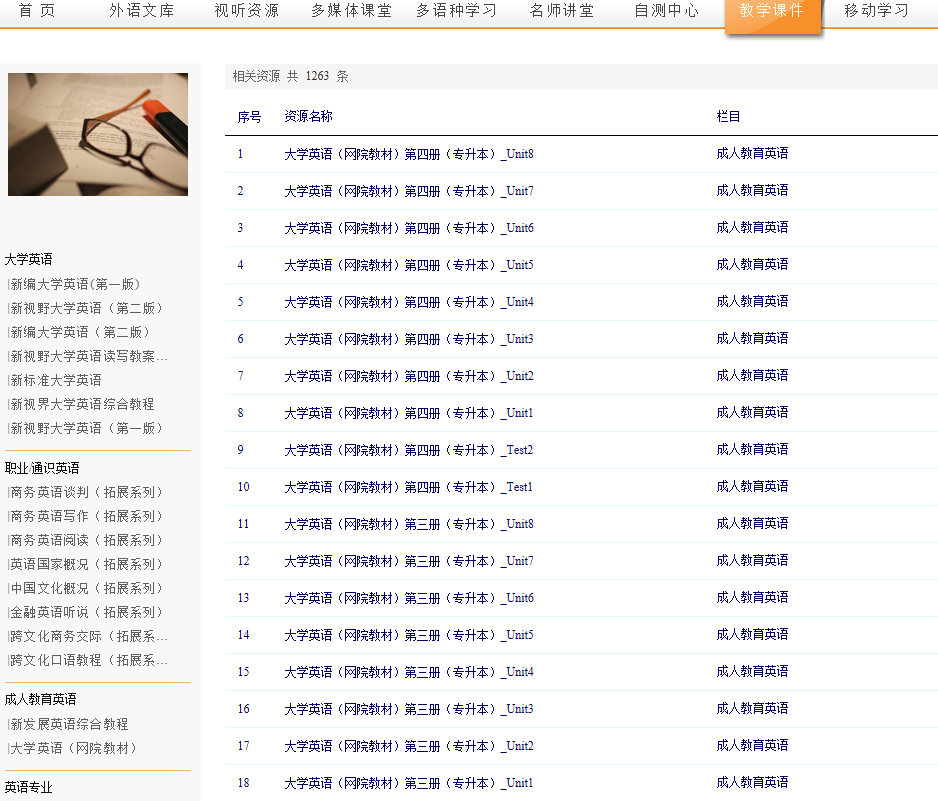 首 页 外语文库 视听资源 多媒体课堂 多语种学习 名师讲堂 自测中心 教学课件 移动学习
大学英语
新编大学英语(第一版)
新视野大学英语（第二版）
新编大学英语（第二版）
新视野大学英语读写教案...
新标准大学英语
新视界大学英语综合教程
新视野大学英语（第一版）
职业/通识英语
商务英语谈判（拓展系列）
商务英语写作（拓展系列）
商务英语阅读（拓展系列）
英语国家概况（拓展系列）
中国文化概况（拓展系列）
金融英语听说（拓展系列）
跨文化商务交际（拓展系...
跨文化口语教程（拓展系...
成人教育英语
新发展英语综合教程
大学英语（网院教材）
英语专业
相关资源 共 1263 条
序号 资源名称 栏目
1 大学英语（网院教材）第四册（专升本）_Unit8 成人教育英语
2 大学英语（网院教材）第四册（专升本）_Unit7 成人教育英语
3 大学英语（网院教材）第四册（专升本）_Unit6 成人教育英语
4 大学英语（网院教材）第四册（专升本）_Unit5 成人教育英语
5 大学英语（网院教材）第四册（专升本）_Unit4 成人教育英语
6 大学英语（网院教材）第四册（专升本）_Unit3 成人教育英语
7 大学英语（网院教材）第四册（专升本）_Unit2 成人教育英语
8 大学英语（网院教材）第四册（专升本）_Unit1 成人教育英语
9 大学英语（网院教材）第四册（专升本）_Test2 成人教育英语
10 大学英语（网院教材）第四册（专升本）_Test1 成人教育英语
11 大学英语（网院教材）第三册（专升本）_Unit8 成人教育英语
12 大学英语（网院教材）第三册（专升本）_Unit7 成人教育英语
13 大学英语（网院教材）第三册（专升本）_Unit6 成人教育英语
14 大学英语（网院教材）第三册（专升本）_Unit5 成人教育英语
15 大学英语（网院教材）第三册（专升本）_Unit4 成人教育英语
16 大学英语（网院教材）第三册（专升本）_Unit3 成人教育英语
17 大学英语（网院教材）第三册（专升本）_Unit2 成人教育英语
18 大学英语（网院教材）第三册（专升本）_Unit1 成人教育英语